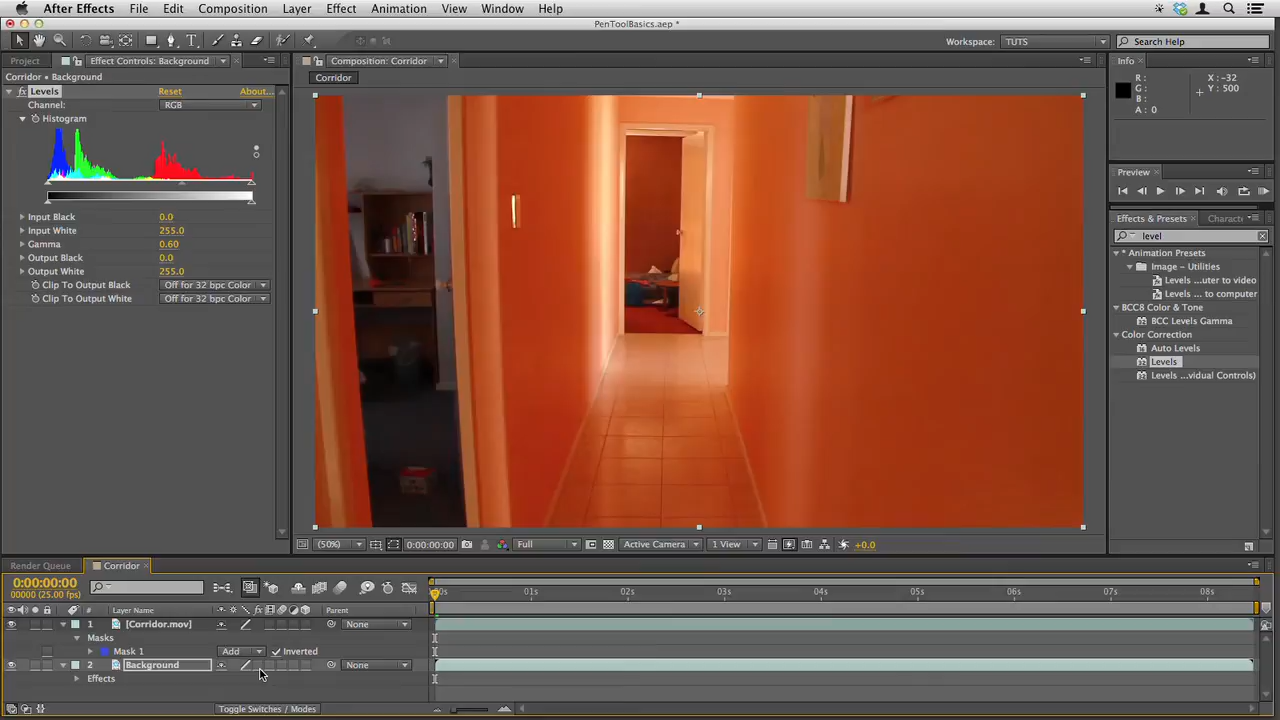 After Effects File Edit Composition Layer Effect Animation View Window Help
PenToolBasics.aep *
Workspace: TUTS Search Help
Project Effect Controls: Background
Corridor • Background
Levels Reset About...
Channel: RGB
Histogram
Input Black 0.0
Input White 255.0
Gamma 0.60
Output Black 0.0
Output White 255.0
Clip To Output Black Off for 32 bpc Color
Clip To Output White Off for 32 bpc Color
Composition: Corridor
Corridor
(50%) 0:00:00:00 Full Active Camera 1 View +0.0
Info
R: X: -32
G: Y: 500
B:
A: 0
Preview
Effects & Presets Characte
level
* Animation Presets
Image – Utilities
Levels ...uter to video
Levels ... to computer
BCC8 Color & Tone
BCC Levels Gamma
Color Correction
Auto Levels
Levels
Levels ...vidual Controls)
Render Queue Corridor
0:00:00:00
00000 (25.00 fps)
# Layer Name Parent
1 [Corridor.mov] None
Masks
Mask 1 Add Inverted
2 Background None
Effects
Toggle Switches / Modes
01s 02s 03s 04s 05s 06s 07s 08s